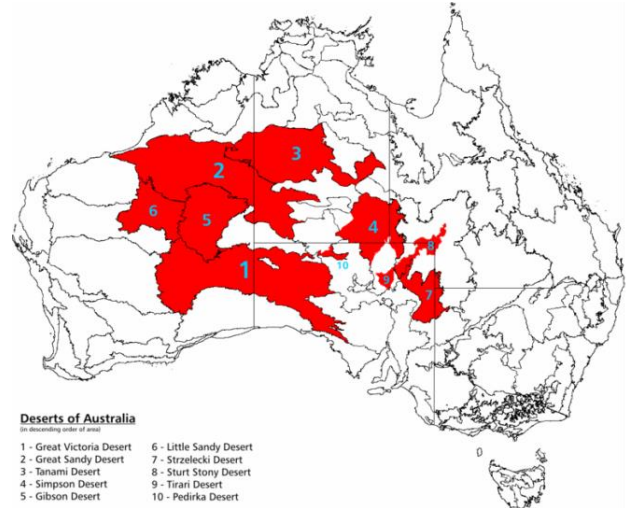 3
2
6
5
4
8
1
10
9
7
Deserts of Australia
(in descending order of area)
1 - Great Victoria Desert
2 - Great Sandy Desert
3 - Tanami Desert
4 - Simpson Desert
5 - Gibson Desert
6 - Little Sandy Desert
7 - Strzelecki Desert
8 - Sturt Stony Desert
9 - Tirari Desert
10 - Pedirka Desert